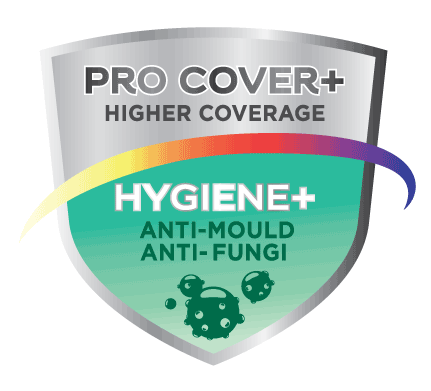 PRO COVER+
HIGHER COVERAGE
HYGIENE+
ANTI-MOULD
ANTI-FUNGI